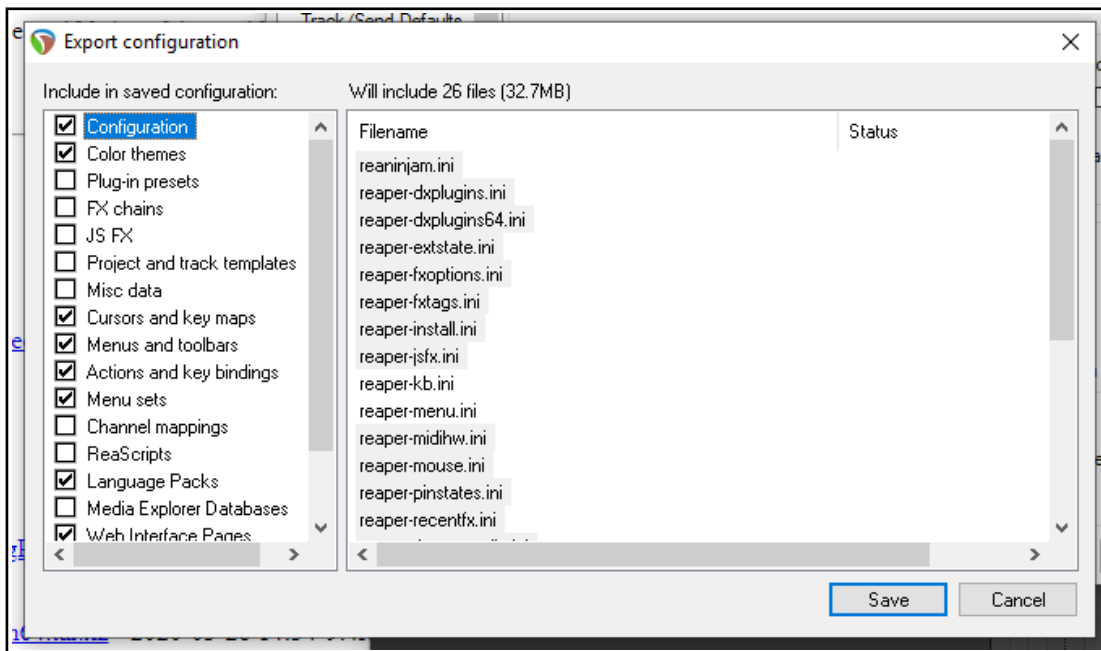 Track/Send Defaults
Export configuration
Include in saved configuration:
Will include 26 files (32.7MB)
Configuration
Color themes
Plug-in presets
FX chains
JS FX
Project and track templates
Misc data
Cursors and key maps
Menus and toolbars
Actions and key bindings
Menu sets
Channel mappings
ReaScripts
Language Packs
Media Explorer Databases
Web Interface Pages
Filename
Status
reaninjam.ini
reaper-dxplugins.ini
reaper-dxplugins64.ini
reaper-extstate.ini
reaper-fxoptions.ini
reaper-fxtags.ini
reaper-install.ini
reaper-jsfx.ini
reaper-kb.ini
reaper-menu.ini
reaper-midihw.ini
reaper-mouse.ini
reaper-pinstates.ini
reaper-recentfx.ini
Save
Cancel